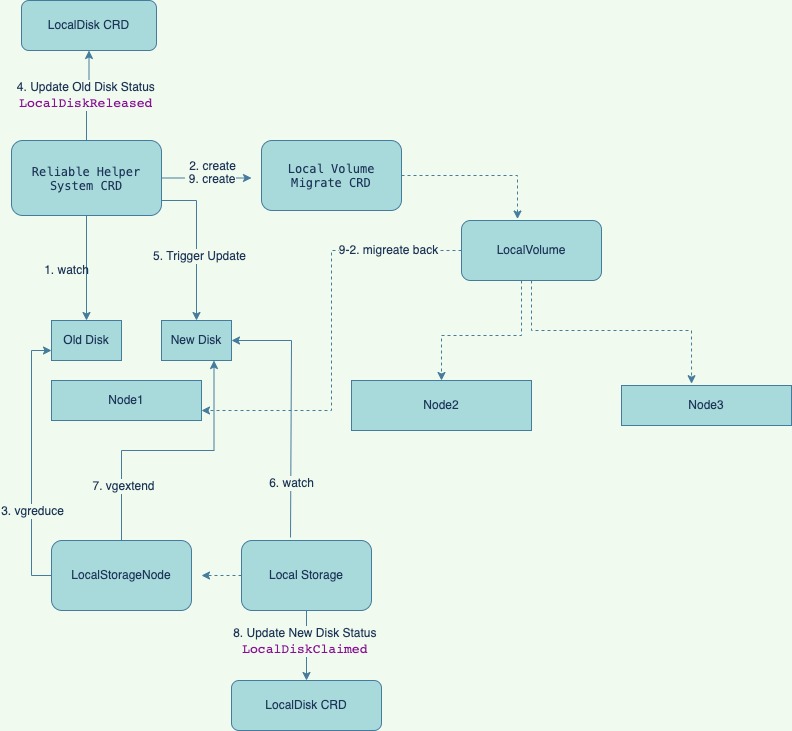 LocalDisk CRD
4. Update Old Disk Status
LocalDiskReleased
Reliable Helper
System CRD
2. create
9. create
Local Volume
Migrate CRD
LocalVolume
9-2. migreate back
5. Trigger Update
1. watch
Old Disk
New Disk
Node1
Node2
Node3
7. vgextend
6. watch
3. vgreduce
LocalStorageNode
Local Storage
8. Update New Disk Status
LocalDiskClaimed
LocalDisk CRD